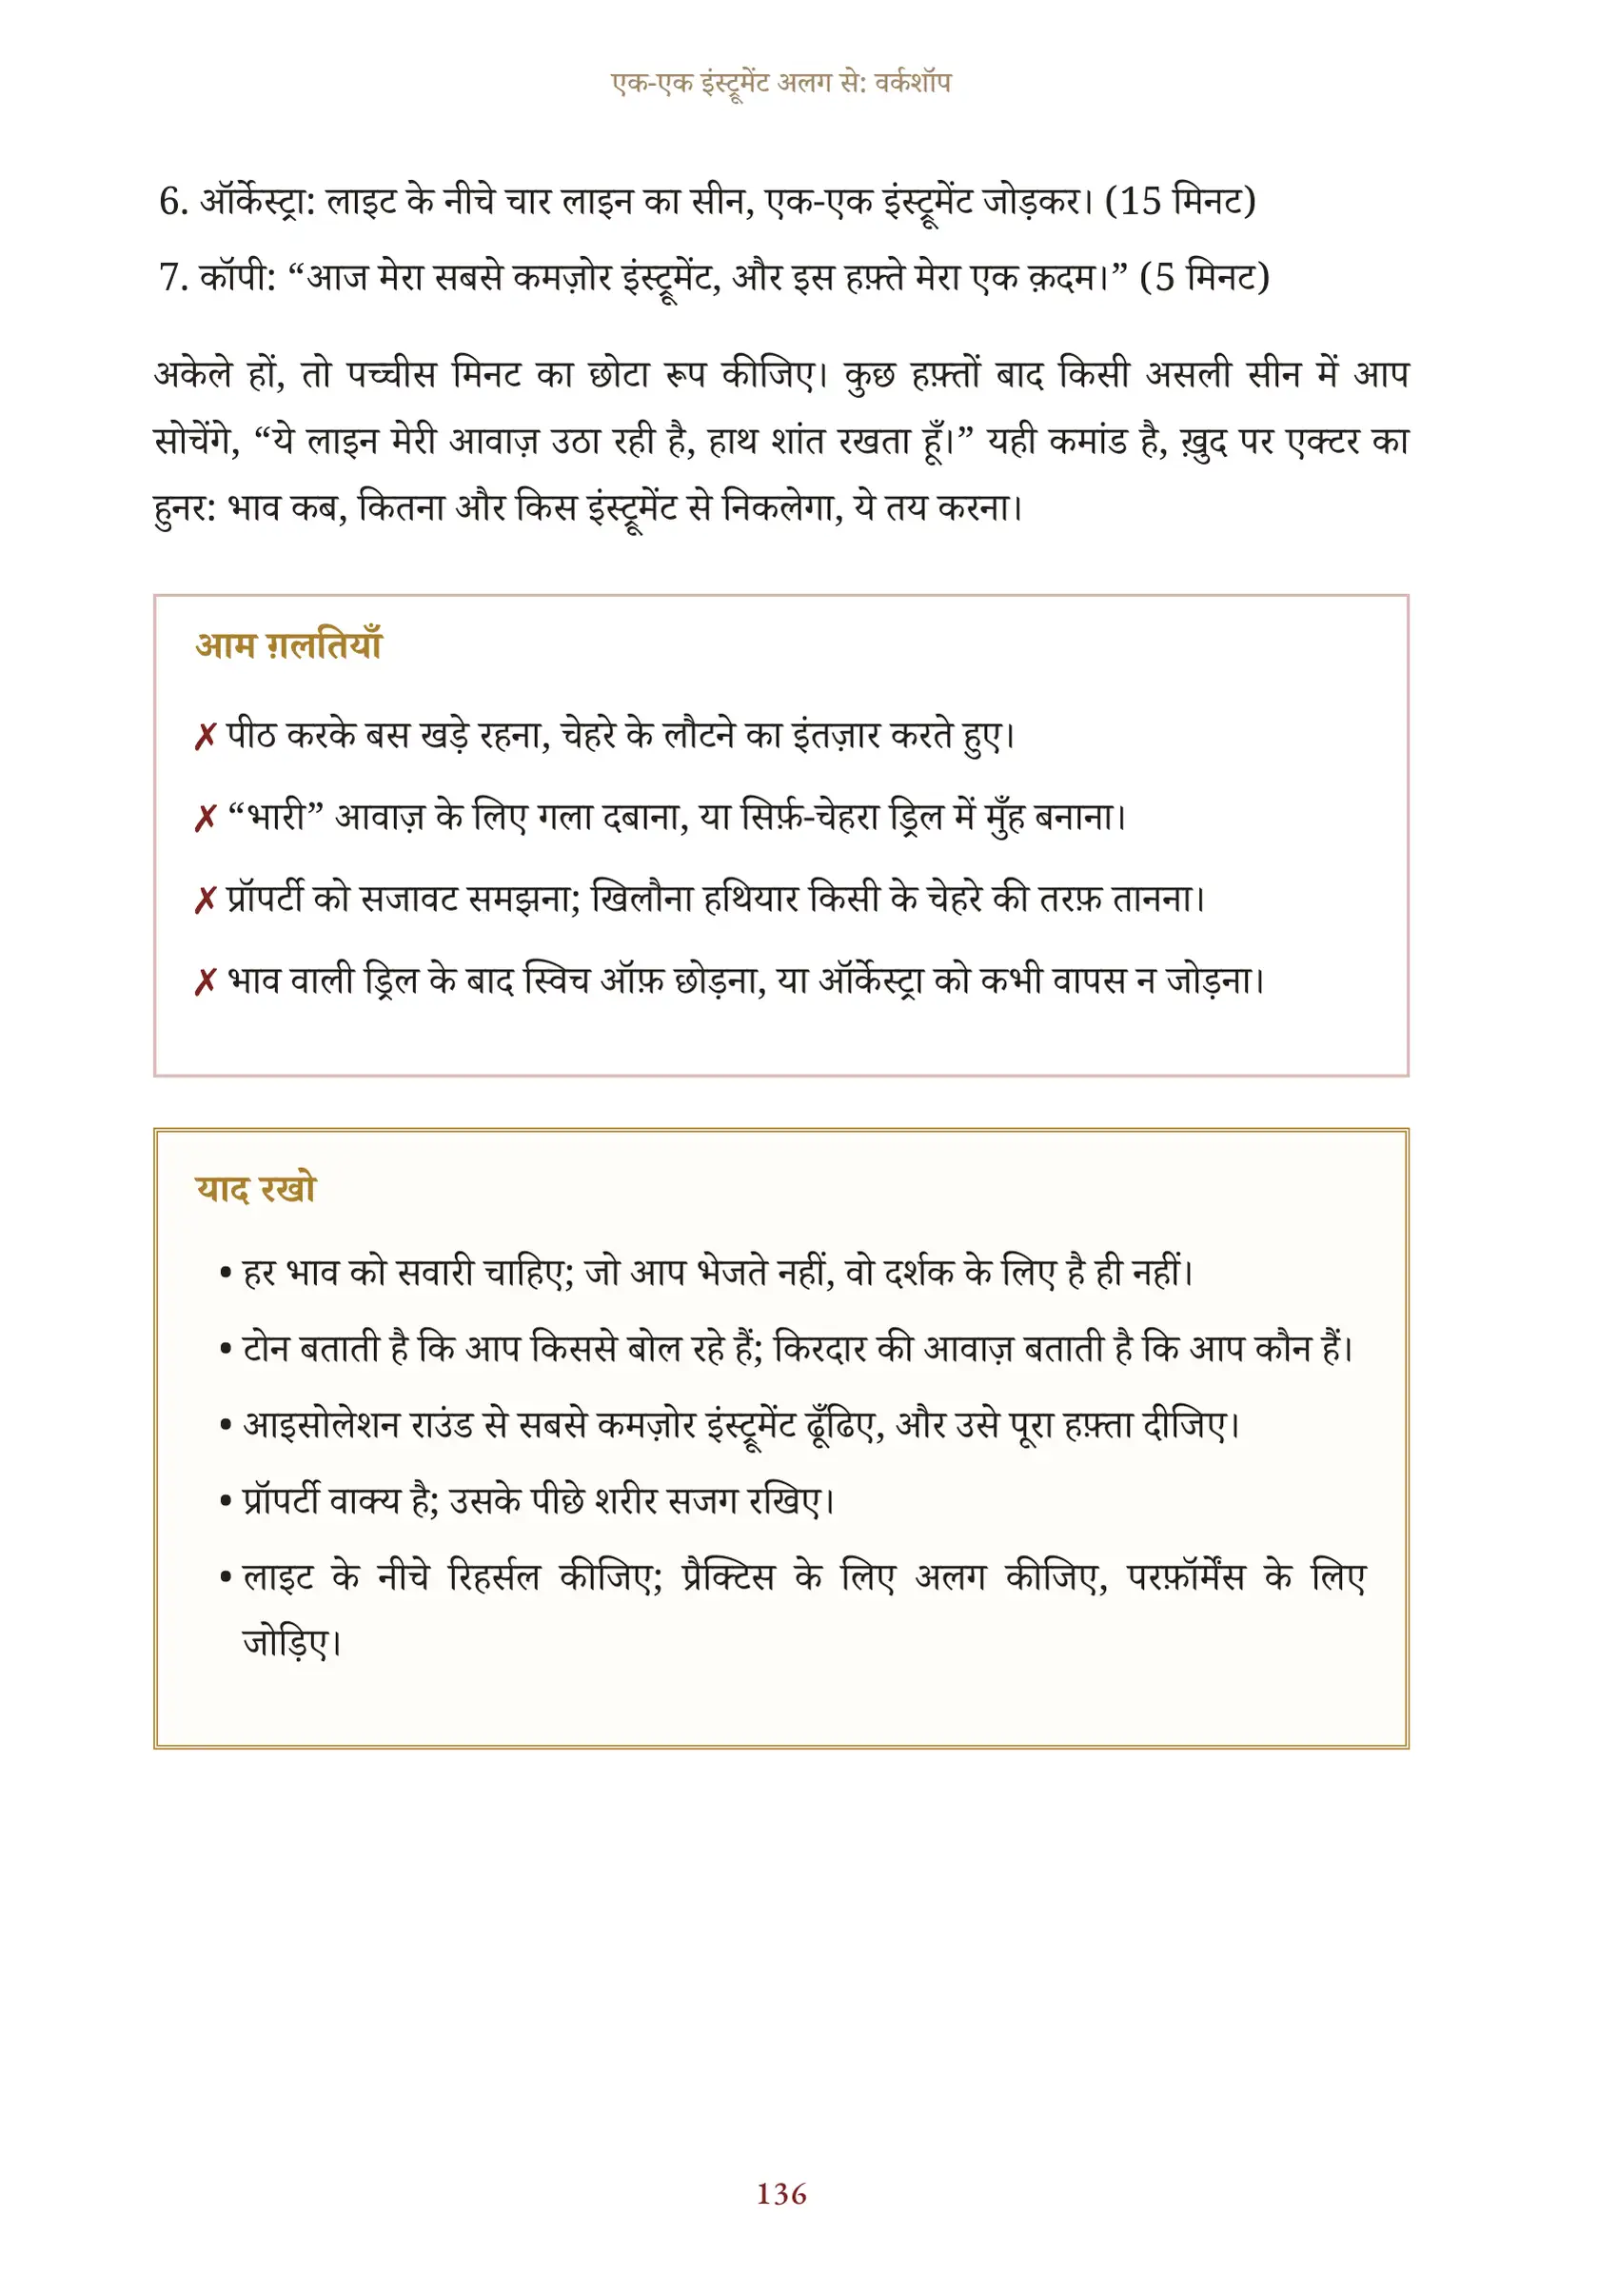 एक-एक इंस्ट्रूमेंट अलग से: वर्कशॉप
6. ऑर्केस्ट्रा: लाइट के नीचे चार लाइन का सीन, एक-एक इंस्ट्रूमेंट जोड़कर। (15 मिनट)
7. कॉपी: “आज मेरा सबसे कमज़ोर इंस्ट्रूमेंट, और इस हफ़्ते मेरा एक क़दम।” (5 मिनट)
अकेले हों, तो पच्चीस मिनट का छोटा रूप कीजिए। कुछ हफ़्तों बाद किसी असली सीन में आप
सोचेंगे, “ये लाइन मेरी आवाज़ उठा रही है, हाथ शांत रखता हूँ।” यही कमांड है, ख़ुद पर एक्टर का
हुनर: भाव कब, कितना और किस इंस्ट्रूमेंट से निकलेगा, ये तय करना।
आम ग़लतियाँ
✗ पीठ करके बस खड़े रहना, चेहरे के लौटने का इंतज़ार करते हुए।
✗ “भारी” आवाज़ के लिए गला दबाना, या सिर्फ़-चेहरा ड्रिल में मुँह बनाना।
✗ प्रॉपर्टी को सजावट समझना; खिलौना हथियार किसी के चेहरे की तरफ़ तानना।
✗ भाव वाली ड्रिल के बाद स्विच ऑफ़ छोड़ना, या ऑर्केस्ट्रा को कभी वापस न जोड़ना।
याद रखो
• हर भाव को सवारी चाहिए; जो आप भेजते नहीं, वो दर्शक के लिए है ही नहीं।
• टोन बताती है कि आप किससे बोल रहे हैं; किरदार की आवाज़ बताती है कि आप कौन हैं।
• आइसोलेशन राउंड से सबसे कमज़ोर इंस्ट्रूमेंट ढूँढिए, और उसे पूरा हफ़्ता दीजिए।
• प्रॉपर्टी वाक्य है; उसके पीछे शरीर सजग रखिए।
• लाइट के नीचे रिहर्सल कीजिए; प्रैक्टिस के लिए अलग कीजिए, परफ़ॉर्मेंस के लिए
जोड़िए।
136